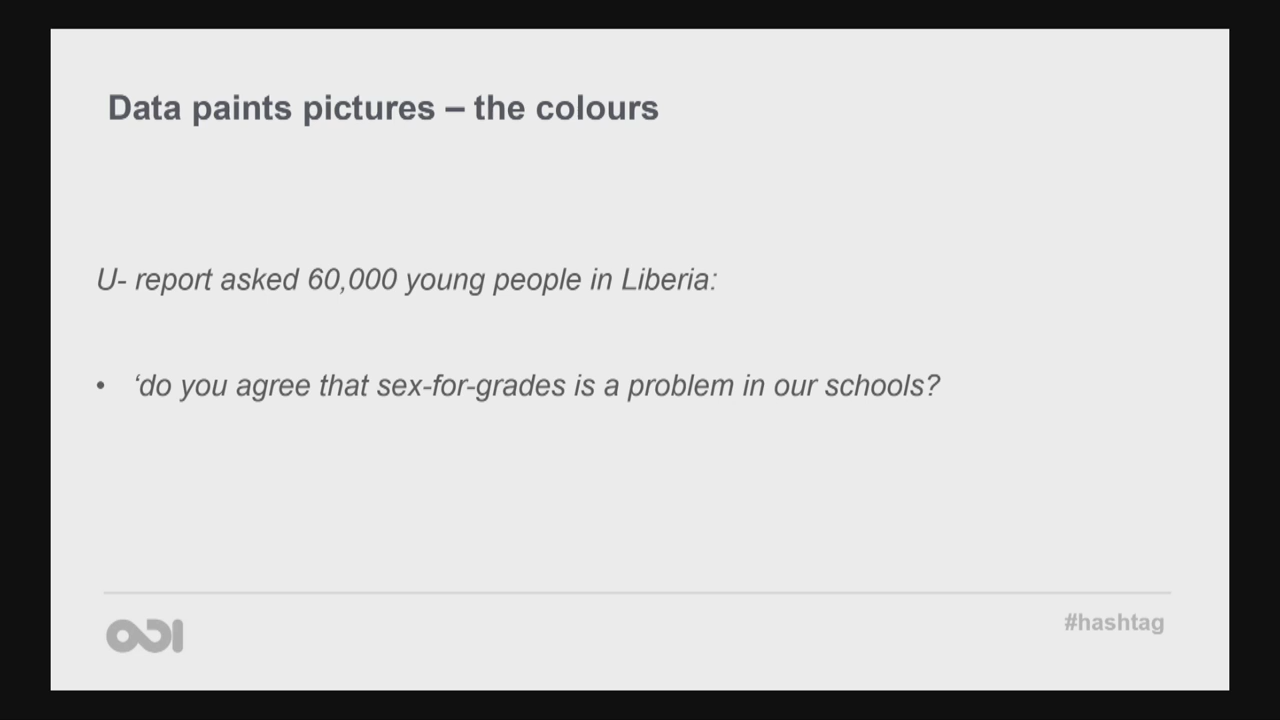 Data paints pictures – the colours
U- report asked 60,000 young people in Liberia:
• ‘do you agree that sex-for-grades is a problem in our schools?
ODI
#hashtag